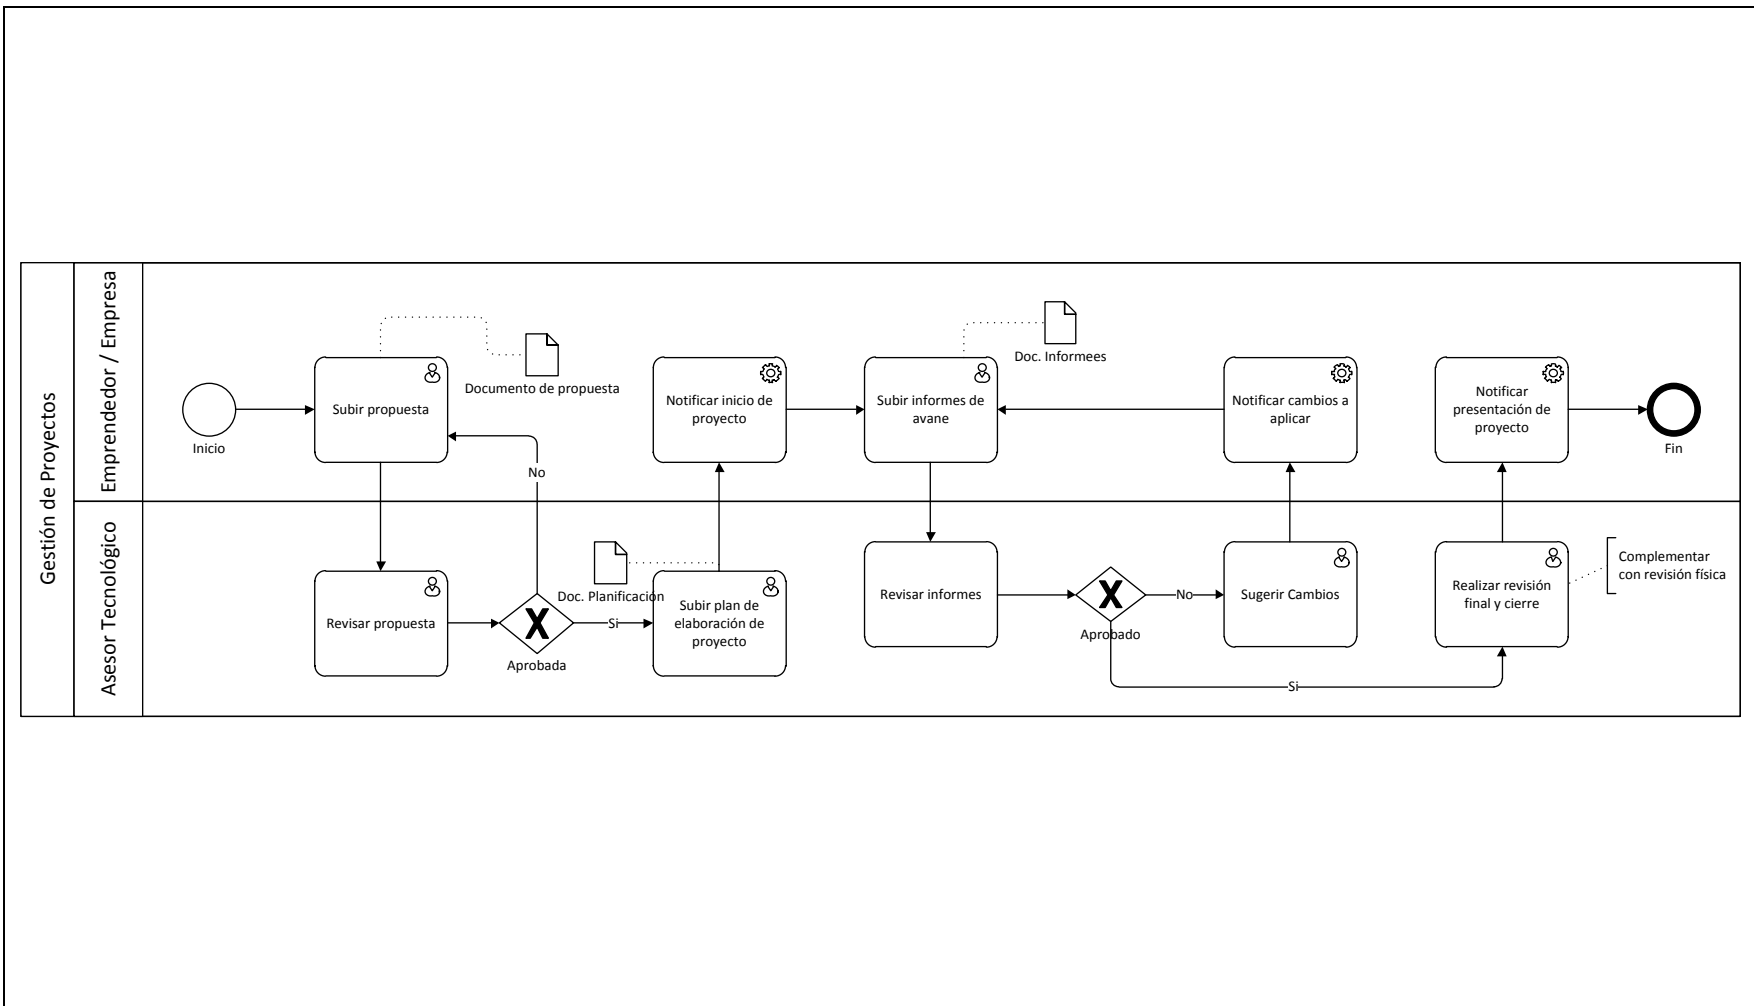 Gestión de Proyectos
Emprendedor / Empresa
Inicio
Subir propuesta
Documento de propuesta
No
Notificar inicio de
proyecto
Subir informes de
avane
Doc. Informees
Notificar cambios a
aplicar
Notificar
presentación de
proyecto
Fin
Asesor Tecnológico
Revisar propuesta
X
Aprobada
Si
Doc. Planificación
Subir plan de
elaboración de
proyecto
Revisar informes
X
Aprobado
No
Sugerir Cambios
Si
Realizar revisión
final y cierre
Complementar
con revisión física